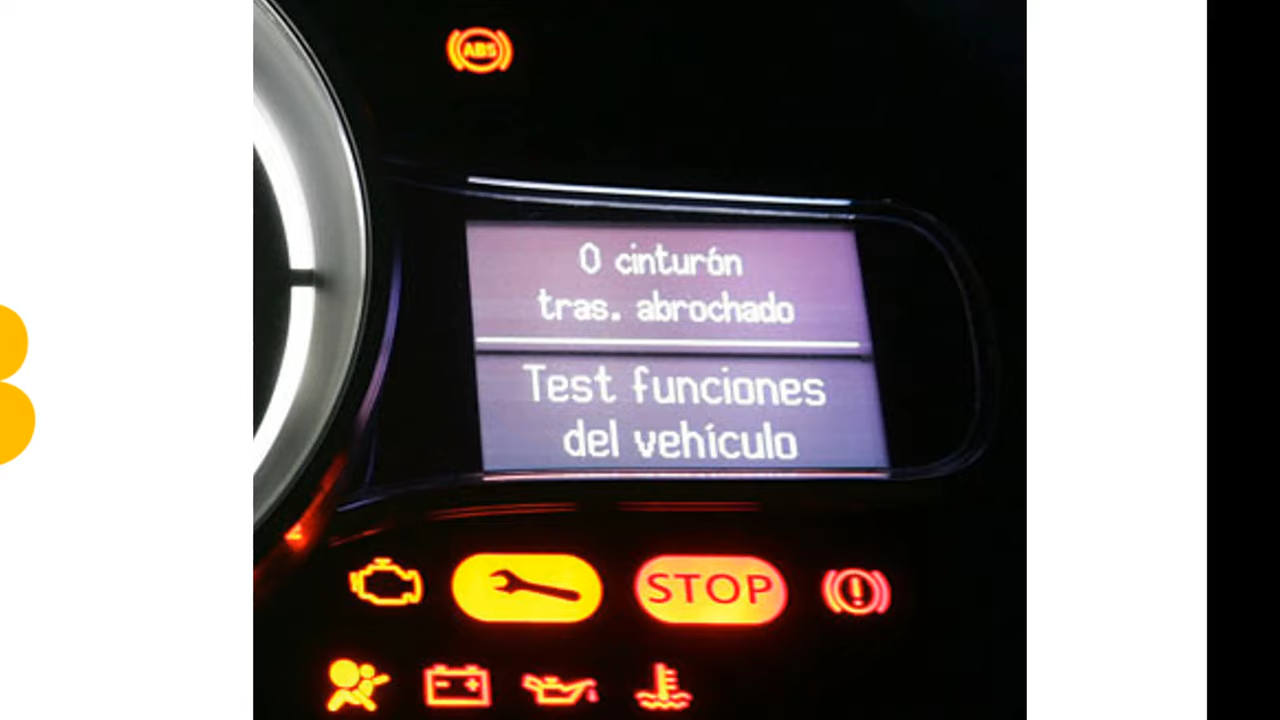 ABS
0 cinturón
tras. abrochado
Test funciones
del vehículo
STOP